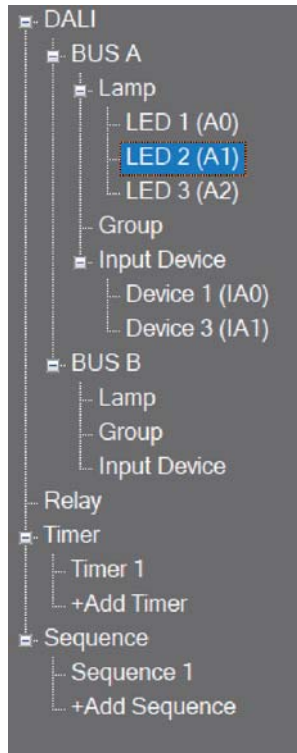 DALI
BUS A
Lamp
LED 1 (A0)
LED 2 (A1)
LED 3 (A2)
Group
Input Device
Device 1 (IA0)
Device 3 (IA1)
BUS B
Lamp
Group
Input Device
Relay
Timer
Timer 1
+Add Timer
Sequence
Sequence 1
+Add Sequence